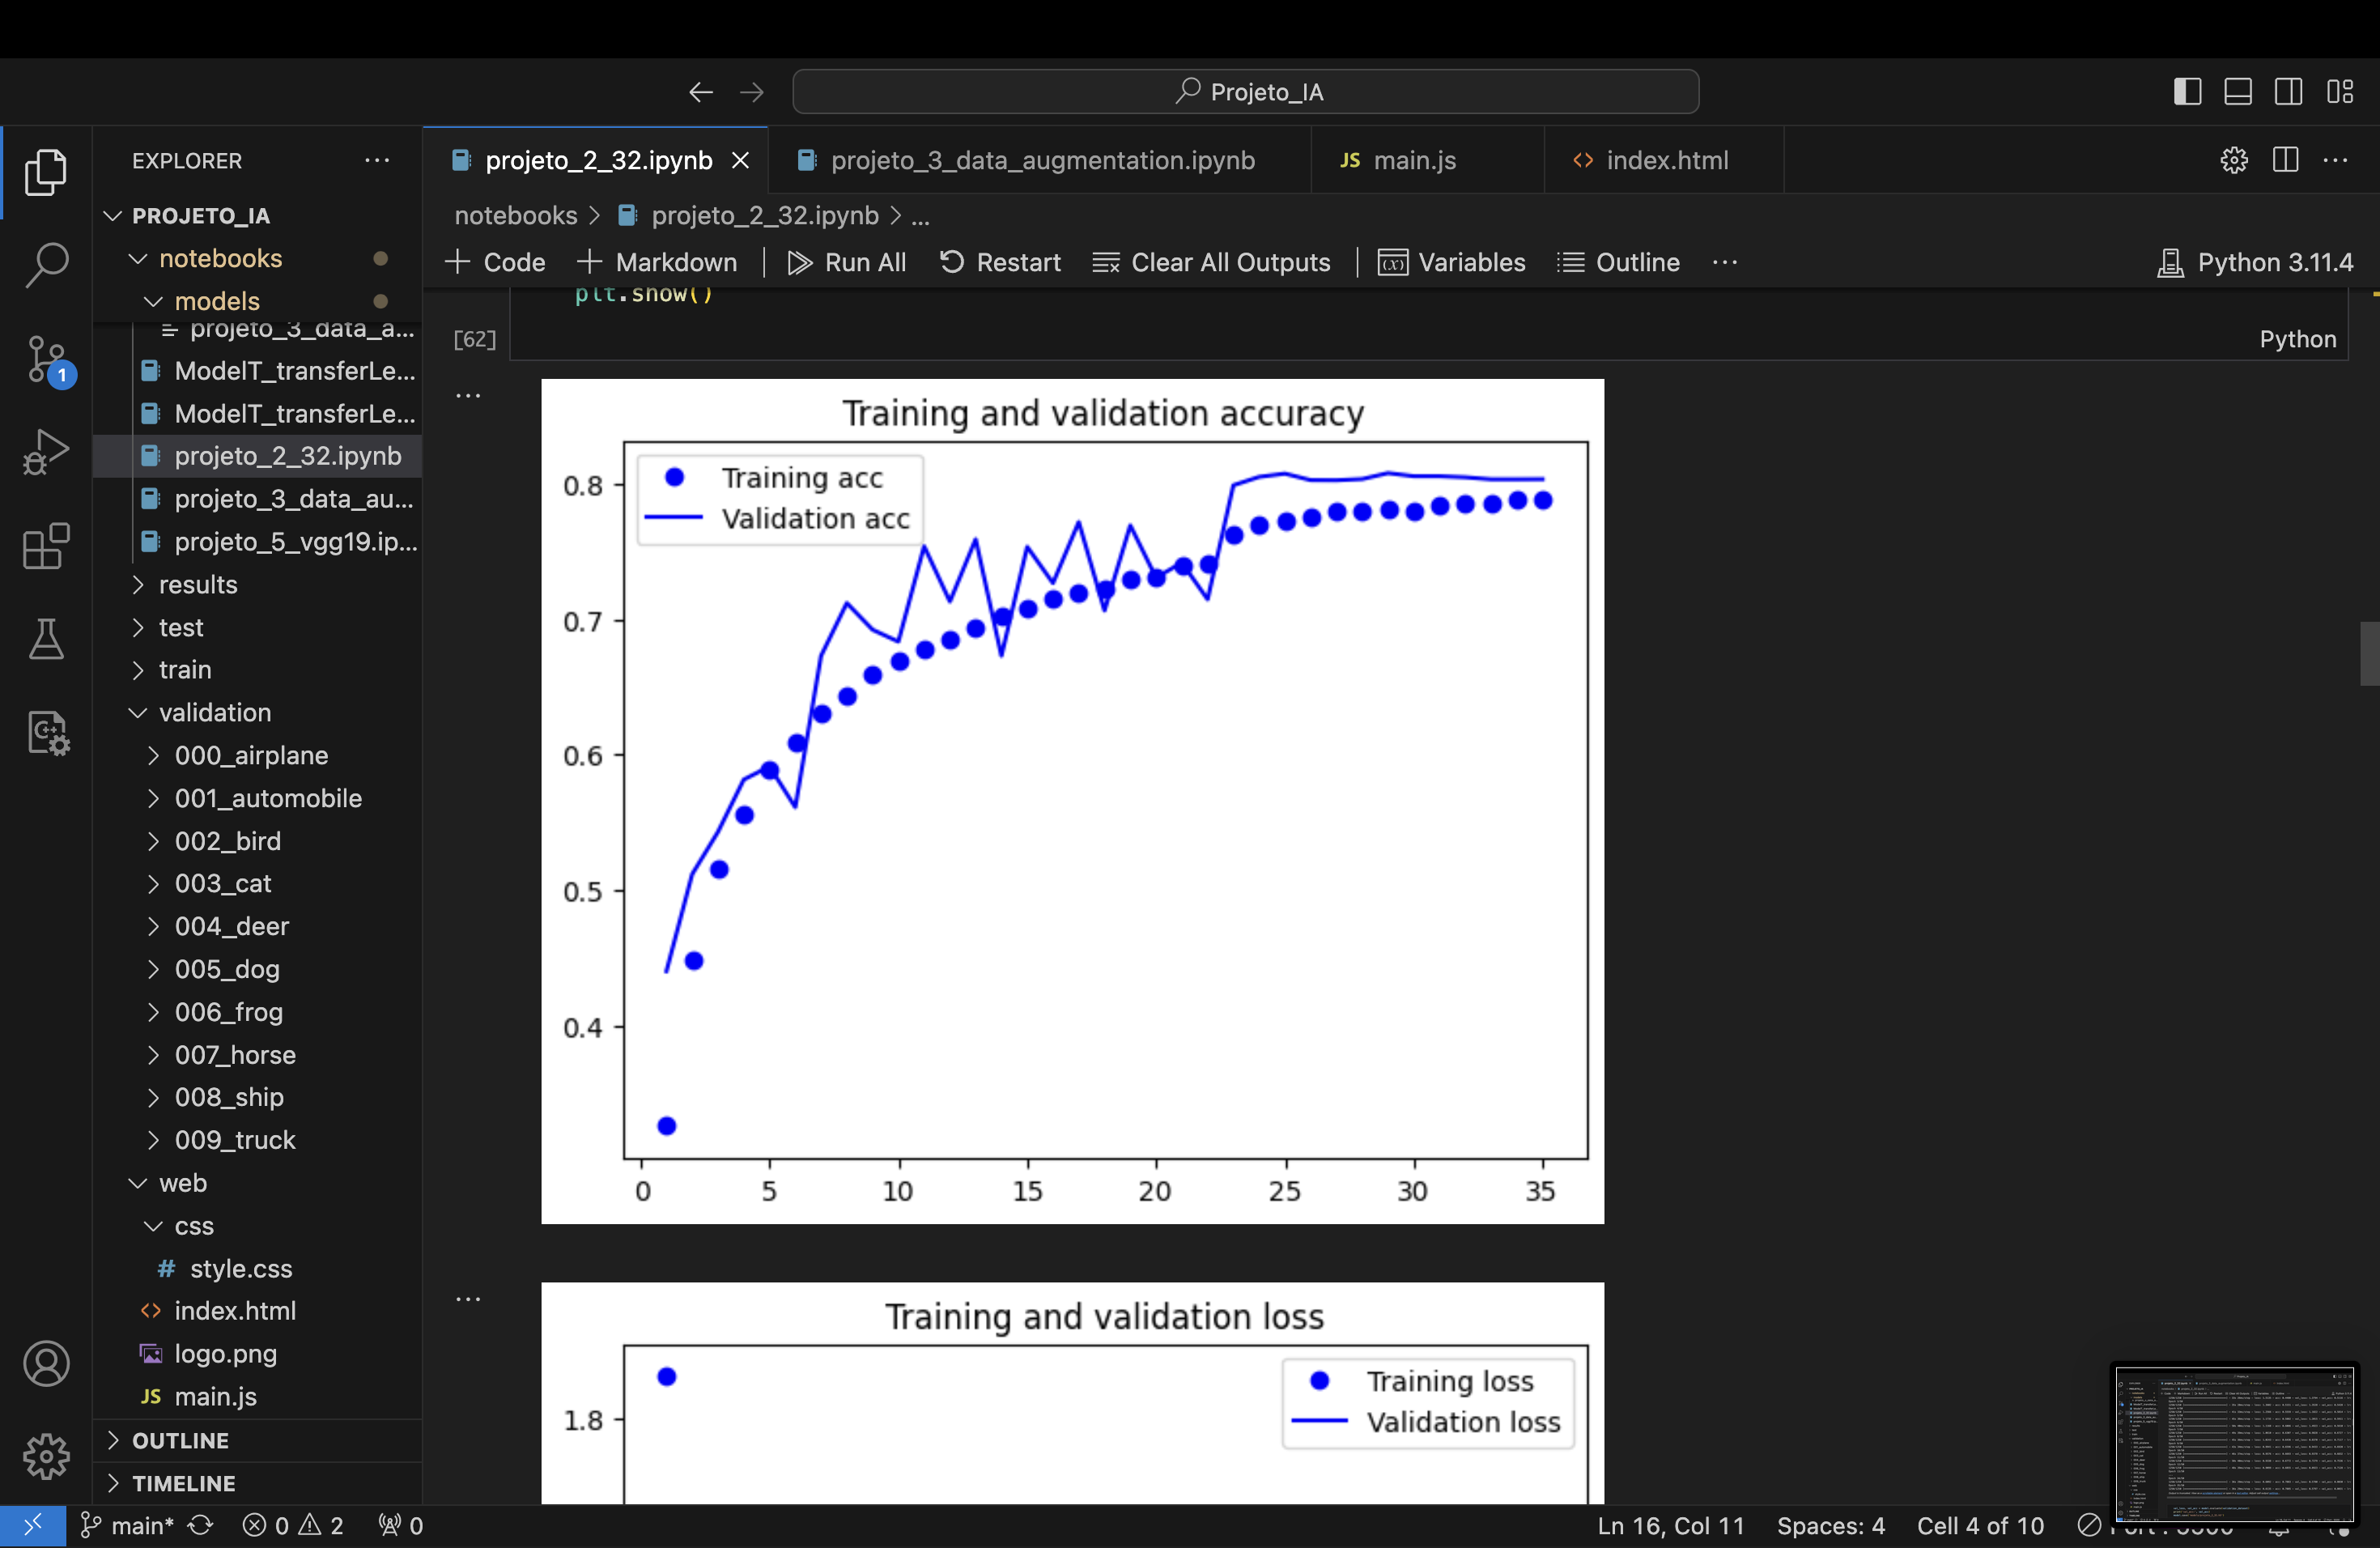 Projeto_IA
EXPLORER
PROJETO_IA
notebooks
models
projeto_3_data_a...
ModelT_transferLe...
ModelT_transferLe...
projeto_2_32.ipynb
projeto_3_data_au...
projeto_5_vgg19.ip...
results
test
train
validation
000_airplane
001_automobile
002_bird
003_cat
004_deer
005_dog
006_frog
007_horse
008_ship
009_truck
web
css
# style.css
<> index.html
logo.png
JS main.js
OUTLINE
TIMELINE
1
projeto_2_32.ipynb
projeto_3_data_augmentation.ipynb
JS main.js
<> index.html
notebooks > projeto_2_32.ipynb > ...
+ Code + Markdown Run All Restart Clear All Outputs Variables Outline ... Python 3.11.4
plt.show()
[62]
Python
Training and validation accuracy
Training acc
Validation acc
0.8
0.7
0.6
0.5
0.4
0 5 10 15 20 25 30 35
Training and validation loss
Training loss
Validation loss
1.8
main* 0 2 0 Ln 16, Col 11 Spaces: 4 Cell 4 of 10